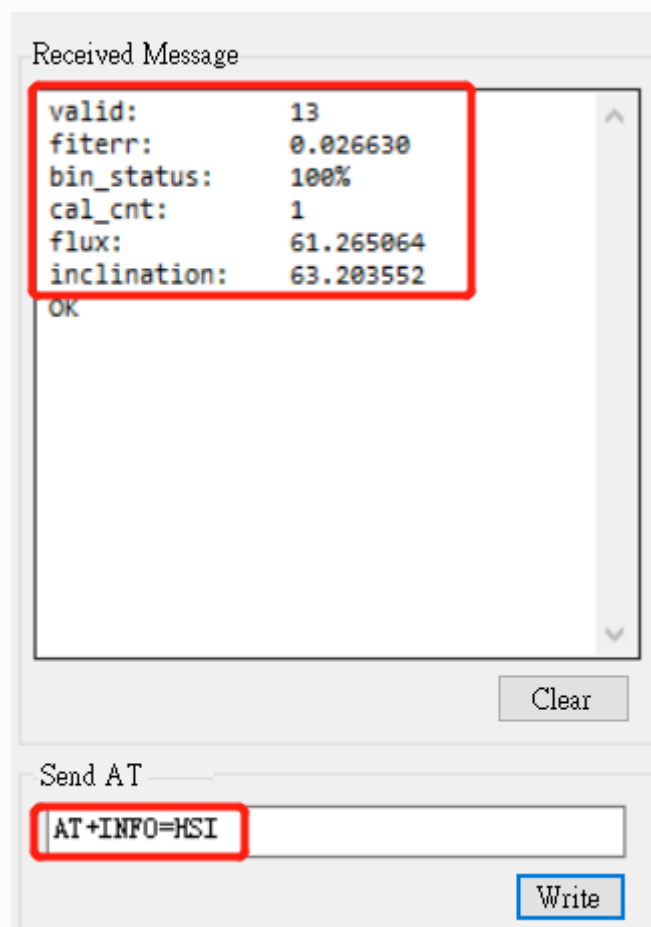 Received Message
valid: 13
fiterr: 0.026630
bin_status: 100%
cal_cnt: 1
flux: 61.265064
inclination: 63.203552
OK
Clear
Send AT
AT+INFO=HSI
Write